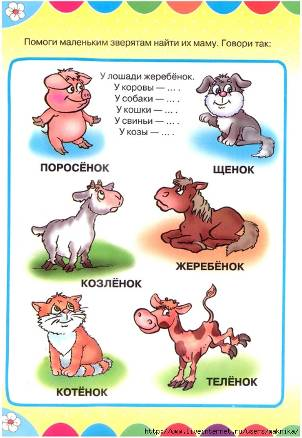 Помоги маленьким зверятам найти их маму. Говори так:
У лошади жеребёнок.
У коровы — ... .
У собаки — ... .
У кошки — ... .
У свиньи — ... .
У козы — ... .
ПОРОСЁНОК
ЩЕНОК
КОЗЛЁНОК
ЖЕРЕБЁНОК
КОТЁНОК
ТЕЛЁНОК